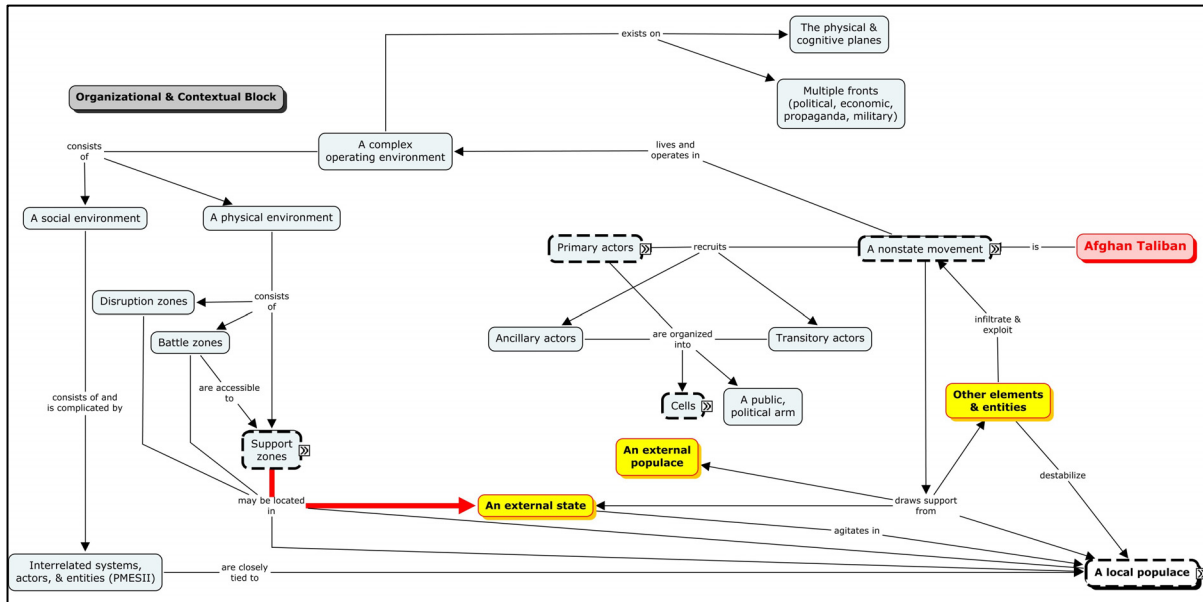 The physical &
cognitive planes
exists on
Multiple fronts
(political, economic,
propaganda, military)
Organizational & Contextual Block
A complex
operating environment
consists
of
lives and
operates in
A social environment
A physical environment
Primary actors
recruits
A nonstate movement
is
Afghan Taliban
Disruption zones
consists
of
Battle zones
Ancillary actors
are organized
into
Transitory actors
infiltrate &
exploit
are accessible
to
Cells
A public,
political arm
Other elements
& entities
consists of and
is complicated by
Support
zones
An external
populace
destabilize
may be located
in
An external state
draws support
from
agitates in
Interrelated systems,
actors, & entities (PMESII)
are closely
tied to
A local populace